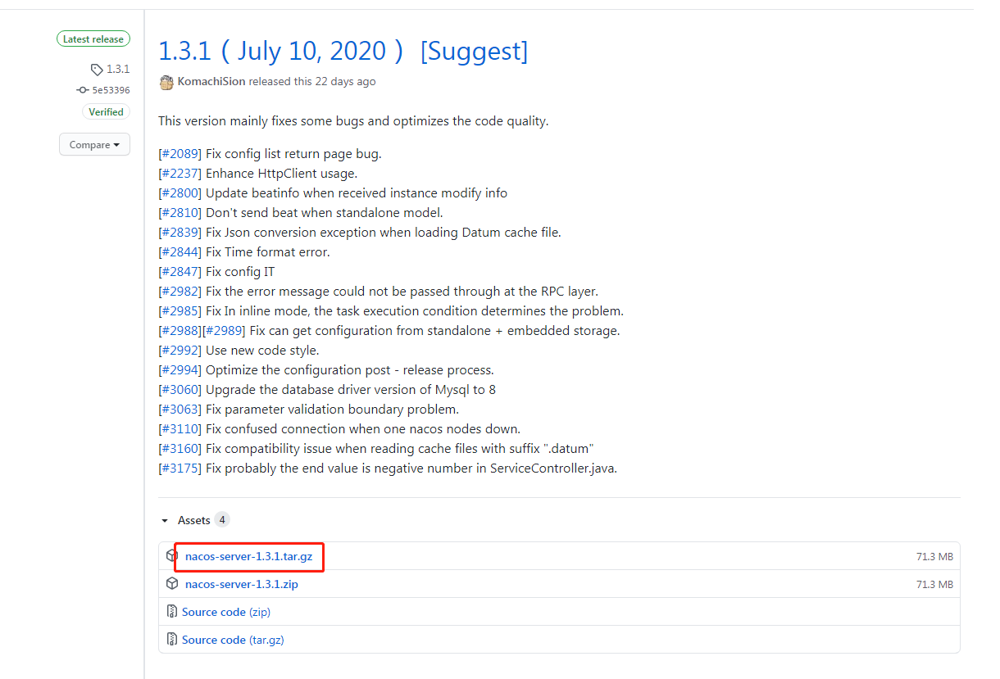 Latest release
1.3.1
5e53396
Verified
Compare
1.3.1（July 10, 2020） [Suggest]
KomachiSion released this 22 days ago
This version mainly fixes some bugs and optimizes the code quality.
[#2089] Fix config list return page bug.
[#2237] Enhance HttpClient usage.
[#2800] Update beatinfo when received instance modify info
[#2810] Don't send beat when standalone model.
[#2839] Fix Json conversion exception when loading Datum cache file.
[#2844] Fix Time format error.
[#2847] Fix config IT
[#2982] Fix the error message could not be passed through at the RPC layer.
[#2985] Fix In inline mode, the task execution condition determines the problem.
[#2988][#2989] Fix can get configuration from standalone + embedded storage.
[#2992] Use new code style.
[#2994] Optimize the configuration post - release process.
[#3060] Upgrade the database driver version of Mysql to 8
[#3063] Fix parameter validation boundary problem.
[#3110] Fix confused connection when one nacos nodes down.
[#3160] Fix compatibility issue when reading cache files with suffix ".datum"
[#3175] Fix probably the end value is negative number in ServiceController.java.
Assets 4
nacos-server-1.3.1.tar.gz 71.3 MB
nacos-server-1.3.1.zip 71.3 MB
Source code (zip)
Source code (tar.gz)